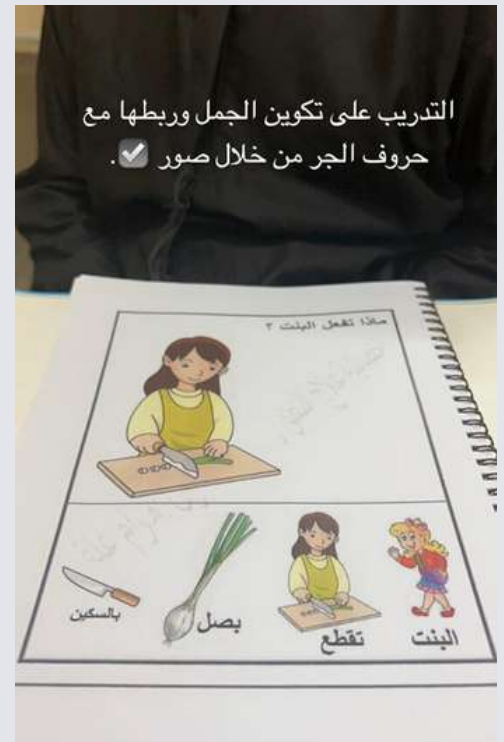 التدريب على تكوين الجمل وربطها مع
حروف الجر من خلال صور ✅.
ماذا تفعل البنت ؟
البنت تقطع بصل بالسكين